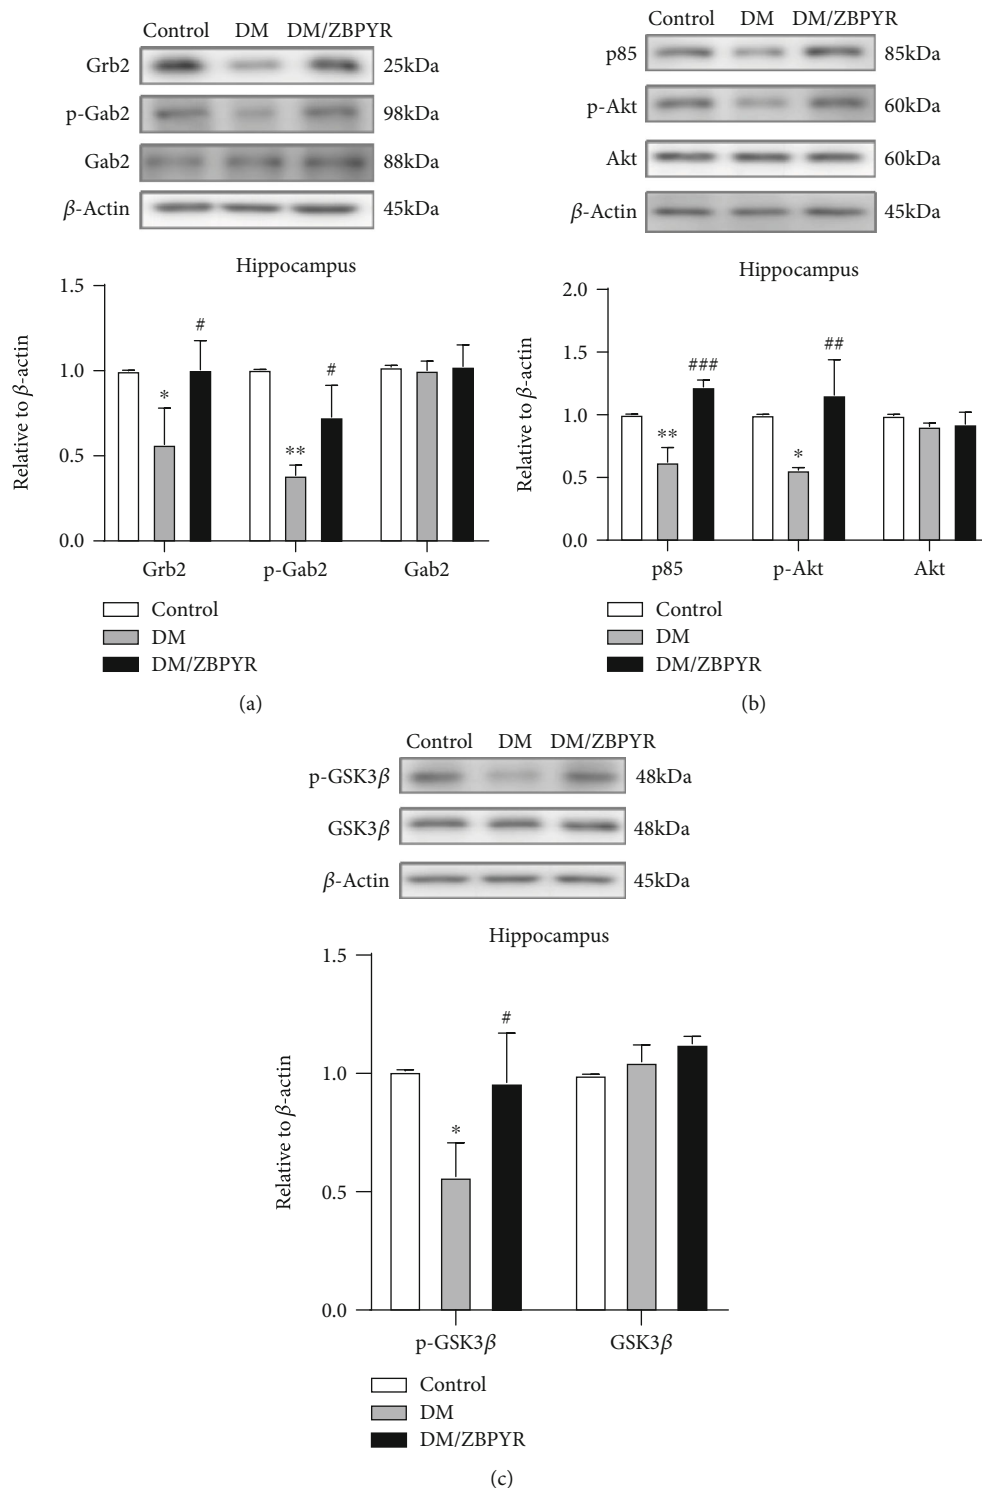 Control DM DM/ZBPYR
Grb2 25kDa
p-Gab2 98kDa
Gab2 88kDa
β-Actin 45kDa
Hippocampus
Relative to β-actin
1.5
1.0
0.5
0.0
* # ** #
Grb2 p-Gab2 Gab2
Control
DM
DM/ZBPYR
(a)
Control DM DM/ZBPYR
p85 85kDa
p-Akt 60kDa
Akt 60kDa
β-Actin 45kDa
Hippocampus
Relative to β-actin
2.0
1.5
1.0
0.5
0.0
** ### * ##
p85 p-Akt Akt
Control
DM
DM/ZBPYR
(b)
Control DM DM/ZBPYR
p-GSK3β 48kDa
GSK3β 48kDa
β-Actin 45kDa
Hippocampus
Relative to β-actin
1.5
1.0
0.5
0.0
* #
p-GSK3β GSK3β
Control
DM
DM/ZBPYR
(c)